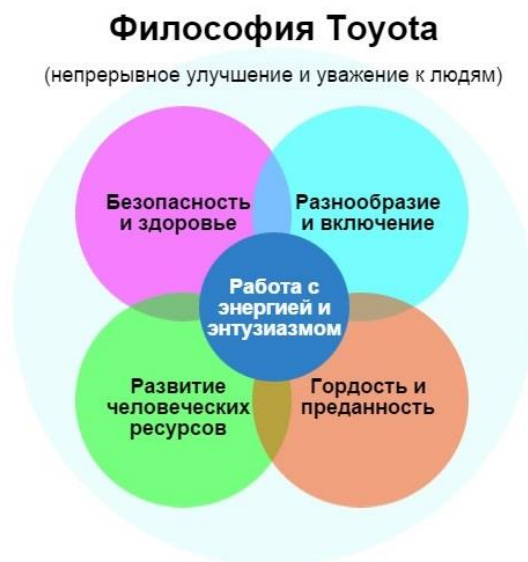 Философия Toyota
(непрерывное улучшение и уважение к людям)
Безопасность
и здоровье
Разнообразие
и включение
Работа с
энергией и
энтузиазмом
Развитие
человеческих
ресурсов
Гордость и
преданность